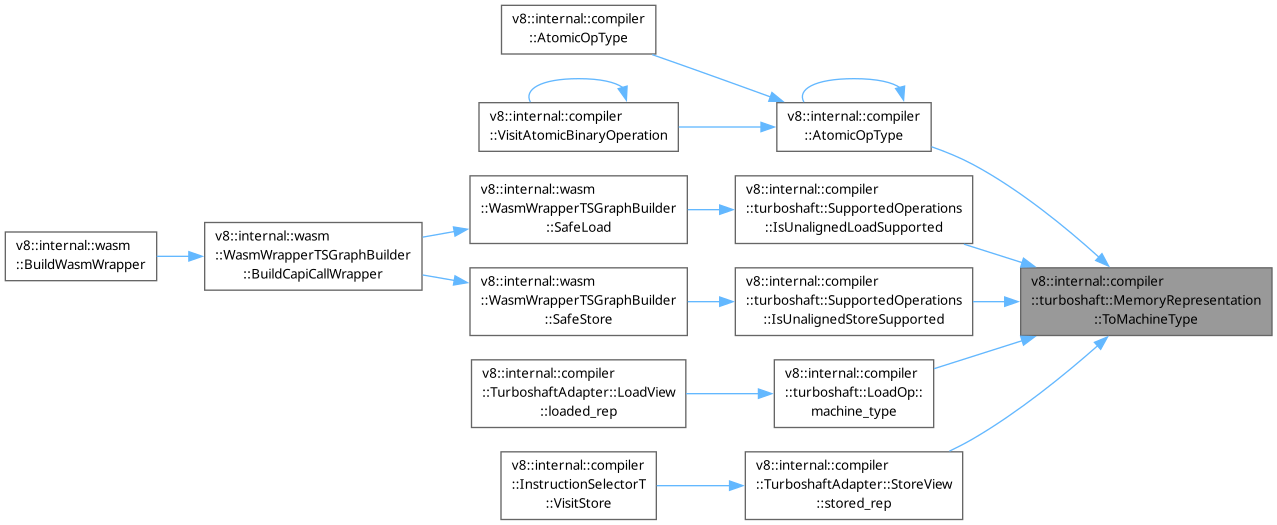 v8::internal::compiler
::AtomicOpType
v8::internal::compiler
::VisitAtomicBinaryOperation
v8::internal::compiler
::AtomicOpType
v8::internal::wasm
::WasmWrapperTSGraphBuilder
::SafeLoad
v8::internal::compiler
::turboshaft::SupportedOperations
::IsUnalignedLoadSupported
v8::internal::wasm
::BuildWasmWrapper
v8::internal::wasm
::WasmWrapperTSGraphBuilder
::BuildCapiCallWrapper
v8::internal::wasm
::WasmWrapperTSGraphBuilder
::SafeStore
v8::internal::compiler
::turboshaft::SupportedOperations
::IsUnalignedStoreSupported
v8::internal::compiler
::turboshaft::MemoryRepresentation
::ToMachineType
v8::internal::compiler
::TurboshaftAdapter::LoadView
::loaded_rep
v8::internal::compiler
::turboshaft::LoadOp::
machine_type
v8::internal::compiler
::InstructionSelectorT
::VisitStore
v8::internal::compiler
::TurboshaftAdapter::StoreView
::stored_rep